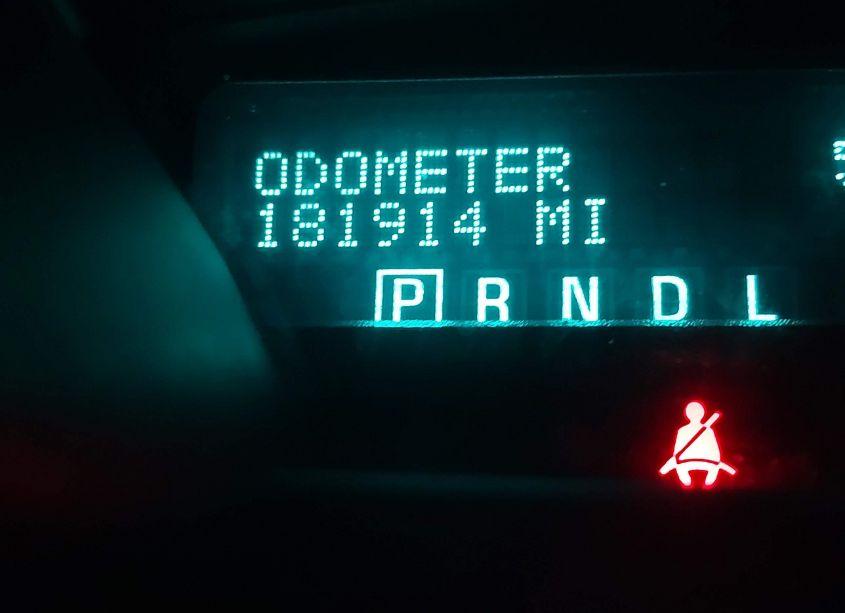 ODOMETER
181914 MI
P R N D L